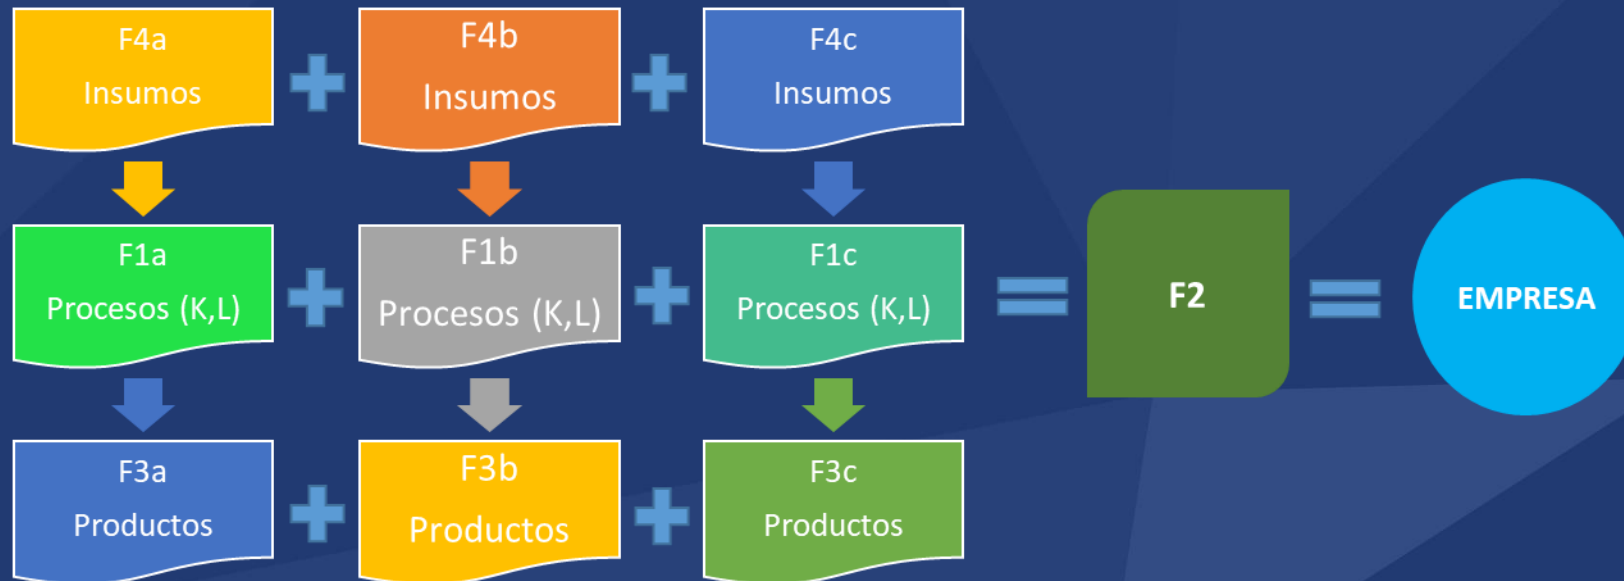 F4a
Insumos
F4b
Insumos
F4c
Insumos
F1a
Procesos (K,L)
F1b
Procesos (K,L)
F1c
Procesos (K,L)
F2
EMPRESA
F3a
Productos
F3b
Productos
F3c
Productos